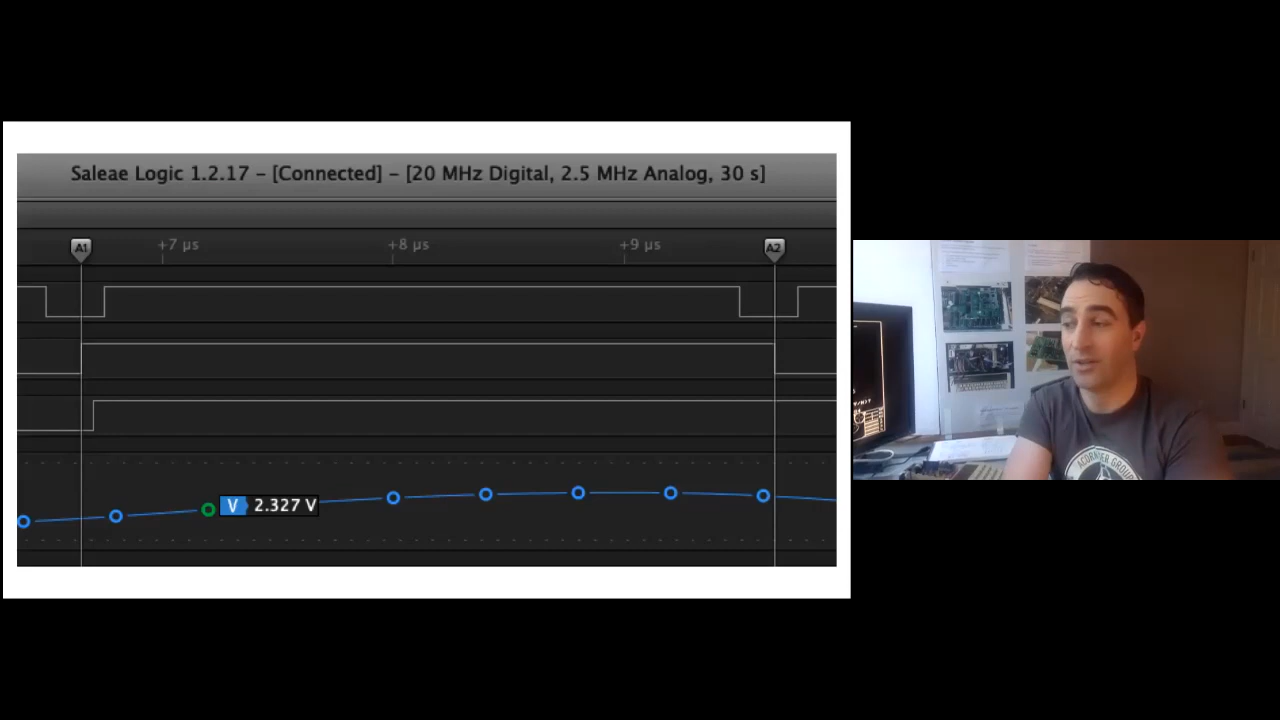 Saleae Logic 1.2.17 – [Connected] – [20 MHz Digital, 2.5 MHz Analog, 30 s]
A1 +7 µs +8 µs +9 µs A2
V 2.327 V